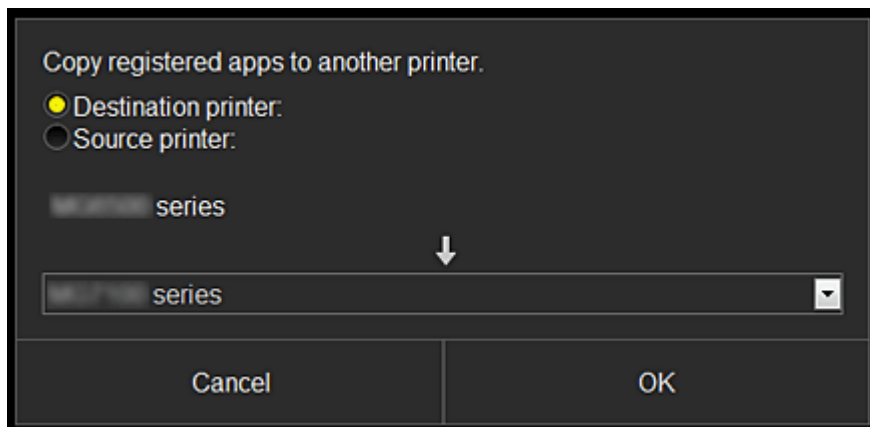 Copy registered apps to another printer.
Destination printer:
Source printer:
series
series
Cancel
OK